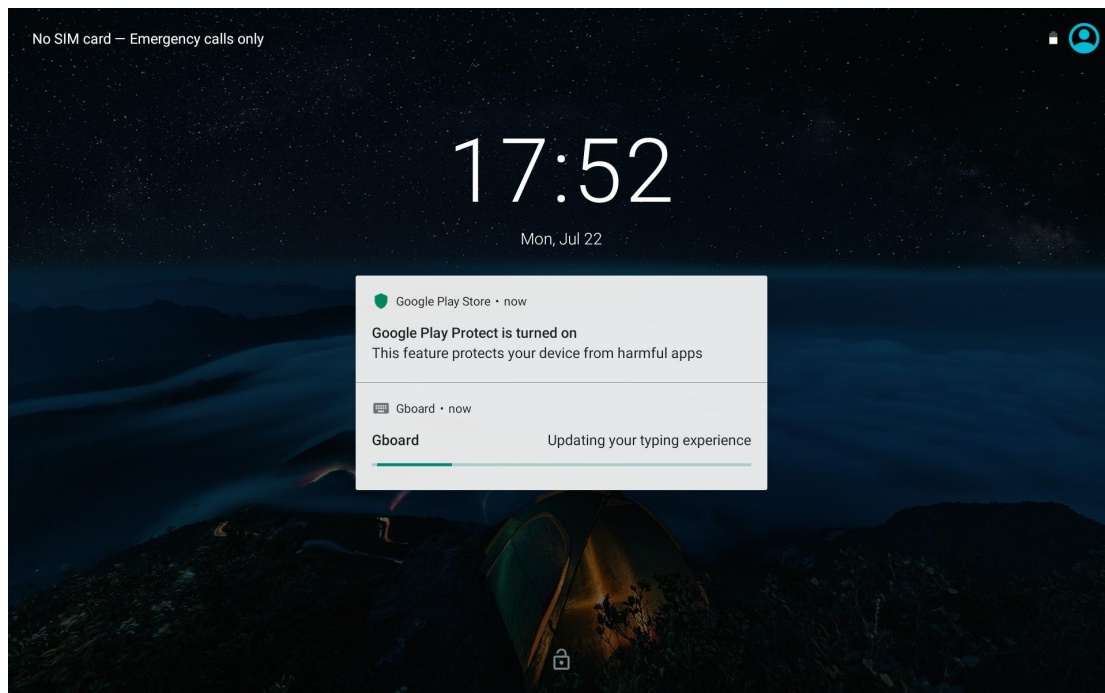 No SIM card — Emergency calls only
17:52
Mon, Jul 22
Google Play Store • now
Google Play Protect is turned on
This feature protects your device from harmful apps
Gboard • now
Gboard Updating your typing experience